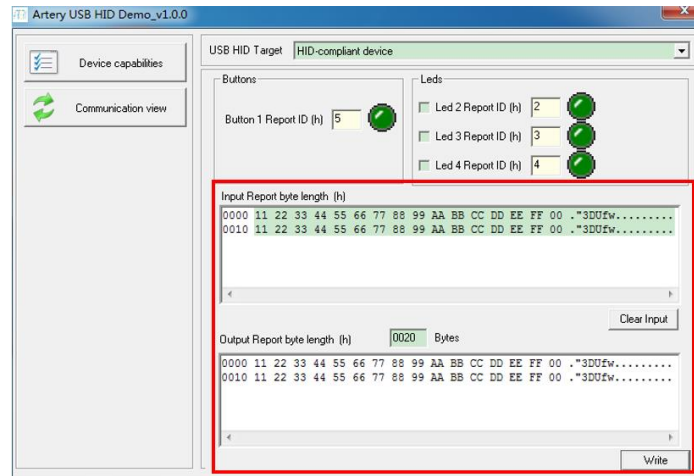 Artery USB HID Demo_v1.0.0
Device capabilities
Communication view
USB HID Target HID-compliant device
Buttons
Button 1 Report ID (h) 5
Leds
Led 2 Report ID (h) 2
Led 3 Report ID (h) 3
Led 4 Report ID (h) 4
Input Report byte length (h)
0000 11 22 33 44 55 66 77 88 99 AA BB CC DD EE FF 00 ."3DUfw.........
0010 11 22 33 44 55 66 77 88 99 AA BB CC DD EE FF 00 ."3DUfw.........
Clear Input
Output Report byte length (h) 0020 Bytes
0000 11 22 33 44 55 66 77 88 99 AA BB CC DD EE FF 00 ."3DUfw.........
0010 11 22 33 44 55 66 77 88 99 AA BB CC DD EE FF 00 ."3DUfw.........
Write